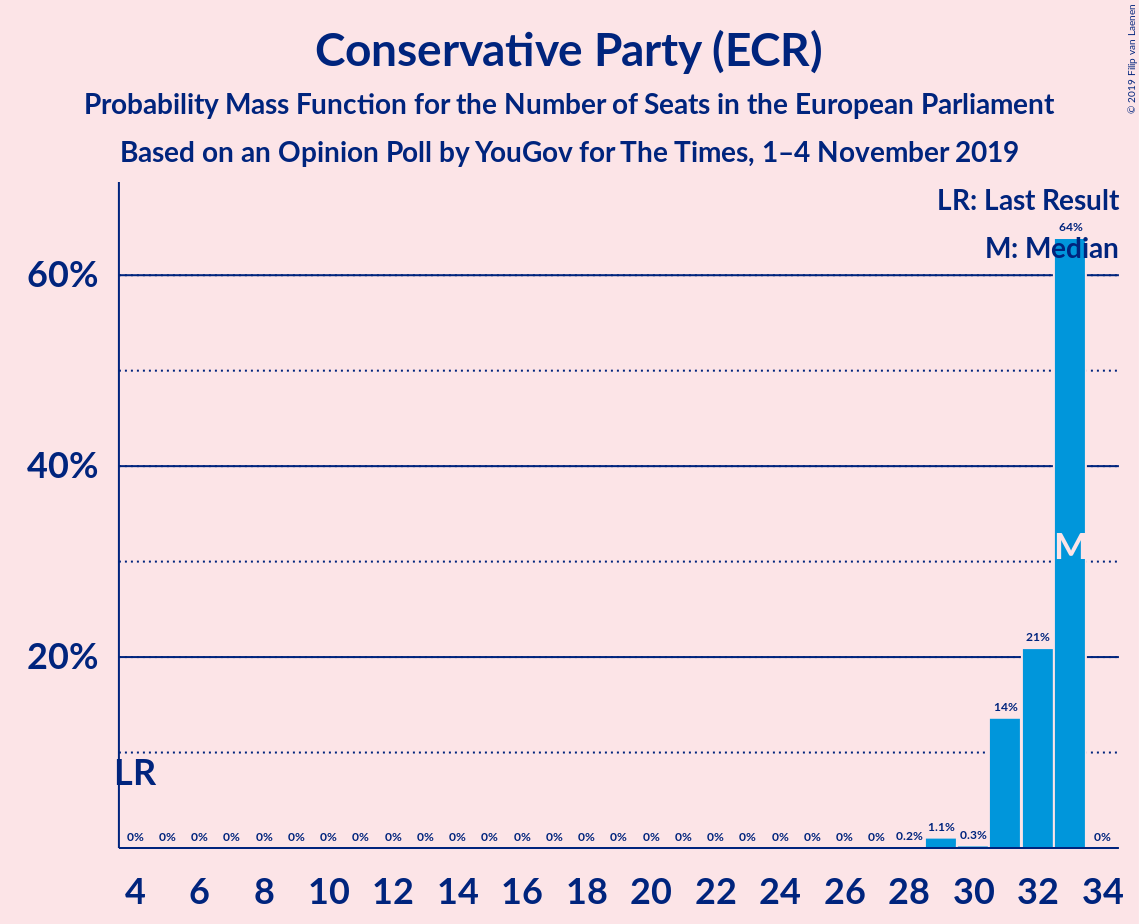 Conservative Party (ECR)
Probability Mass Function for the Number of Seats in the European Parliament
Based on an Opinion Poll by YouGov for The Times, 1–4 November 2019
© 2019 Filip van Laenen
LR: Last Result
M: Median
60%
40%
20%
LR
M
0% 0% 0% 0% 0% 0% 0% 0% 0% 0% 0% 0% 0% 0% 0% 0% 0% 0% 0% 0% 0% 0% 0% 0% 0.2% 1.1% 0.3% 14% 21% 64% 0%
4 6 8 10 12 14 16 18 20 22 24 26 28 30 32 34